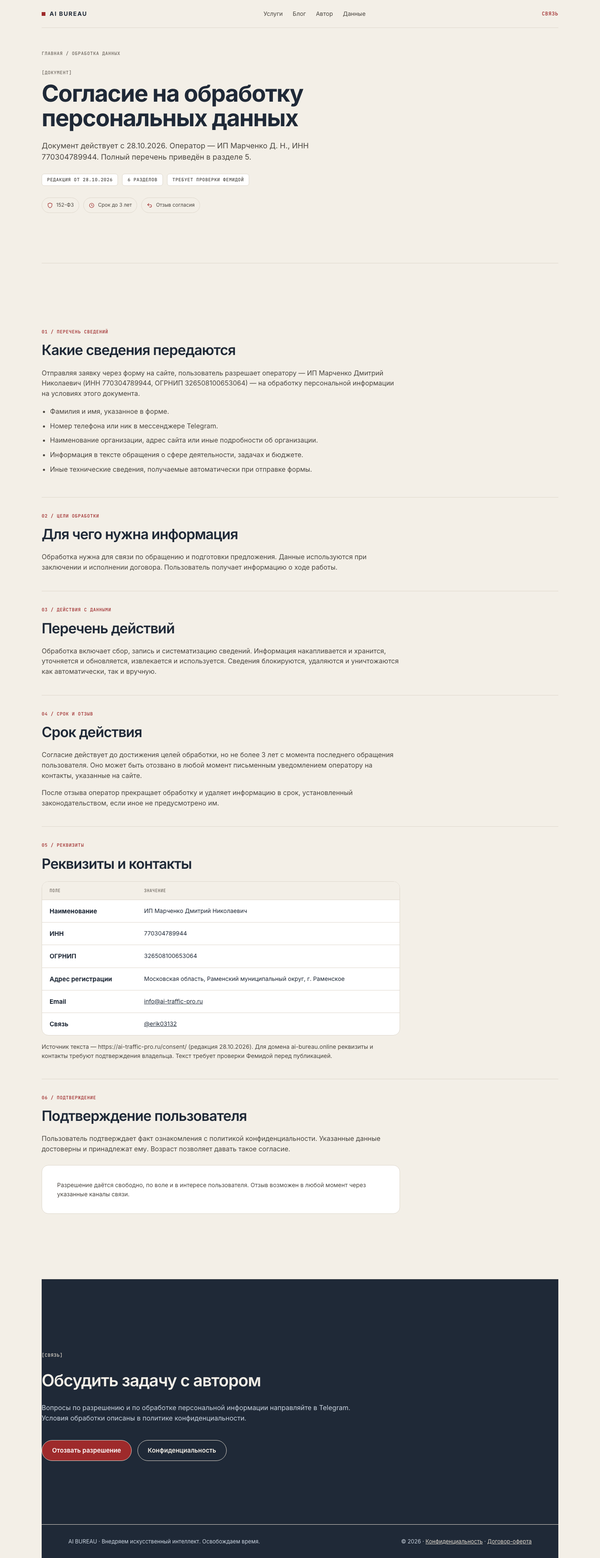 AI BUREAU
Услуги Блог Автор Данные
СВЯЗЬ
ГЛАВНАЯ / ОБРАБОТКА ДАННЫХ
[ДОКУМЕНТ]
Согласие на обработку
персональных данных
Документ действует с 28.10.2026. Оператор — ИП Марченко Д. Н., ИНН
770304789944. Полный перечень приведён в разделе 5.
РЕДАКЦИЯ ОТ 28.10.2026 6 РАЗДЕЛОВ ТРЕБУЕТ ПРОВЕРКИ ФЕМИДОЙ
152-ФЗ Срок до 3 лет Отзыв согласия
01 / ПЕРЕЧЕНЬ СВЕДЕНИЙ
Какие сведения передаются
Отправляя заявку через форму на сайте, пользователь разрешает оператору — ИП Марченко Дмитрий
Николаевич (ИНН 770304789944, ОГРНИП 326508100653064) — на обработку персональной информации
на условиях этого документа.
• Фамилия и имя, указанное в форме.
• Номер телефона или ник в мессенджере Telegram.
• Наименование организации, адрес сайта или иные подробности об организации.
• Информация в тексте обращения о сфере деятельности, задачах и бюджете.
• Иные технические сведения, получаемые автоматически при отправке формы.
02 / ЦЕЛИ ОБРАБОТКИ
Для чего нужна информация
Обработка нужна для связи по обращению и подготовки предложения. Данные используются при
заключении и исполнении договора. Пользователь получает информацию о ходе работы.
03 / ДЕЙСТВИЯ С ДАННЫМИ
Перечень действий
Обработка включает сбор, запись и систематизацию сведений. Информация накапливается и хранится,
уточняется и обновляется, извлекается и используется. Сведения блокируются, удаляются и уничтожаются
как автоматически, так и вручную.
04 / СРОК И ОТЗЫВ
Срок действия
Согласие действует до достижения целей обработки, но не более 3 лет с момента последнего обращения
пользователя. Оно может быть отозвано в любой момент письменным уведомлением оператору на
контакты, указанные на сайте.
После отзыва оператор прекращает обработку и удаляет информацию в срок, установленный
законодательством, если иное не предусмотрено им.
05 / РЕКВИЗИТЫ
Реквизиты и контакты
ПОЛЕ ЗНАЧЕНИЕ
Наименование ИП Марченко Дмитрий Николаевич
ИНН 770304789944
ОГРНИП 326508100653064
Адрес регистрации Московская область, Раменский муниципальный округ, г. Раменское
Email info@ai-traffic-pro.ru
Связь @erik03132
Источник текста — https://ai-traffic-pro.ru/consent/ (редакция 28.10.2026). Для домена ai-bureau.online реквизиты и
контакты требуют подтверждения владельца. Текст требует проверки Фемидой перед публикацией.
06 / ПОДТВЕРЖДЕНИЕ
Подтверждение пользователя
Пользователь подтверждает факт ознакомления с политикой конфиденциальности. Указанные данные
достоверны и принадлежат ему. Возраст позволяет давать такое согласие.
Разрешение даётся свободно, по воле и в интересе пользователя. Отзыв возможен в любой момент через
указанные каналы связи.
[СВЯЗЬ]
Обсудить задачу с автором
Вопросы по разрешению и по обработке персональной информации направляйте в Telegram.
Условия обработки описаны в политике конфиденциальности.
Отозвать разрешение Конфиденциальность
AI BUREAU · Внедряем искусственный интеллект. Освобождаем время.
© 2026 · Конфиденциальность · Договор-оферта